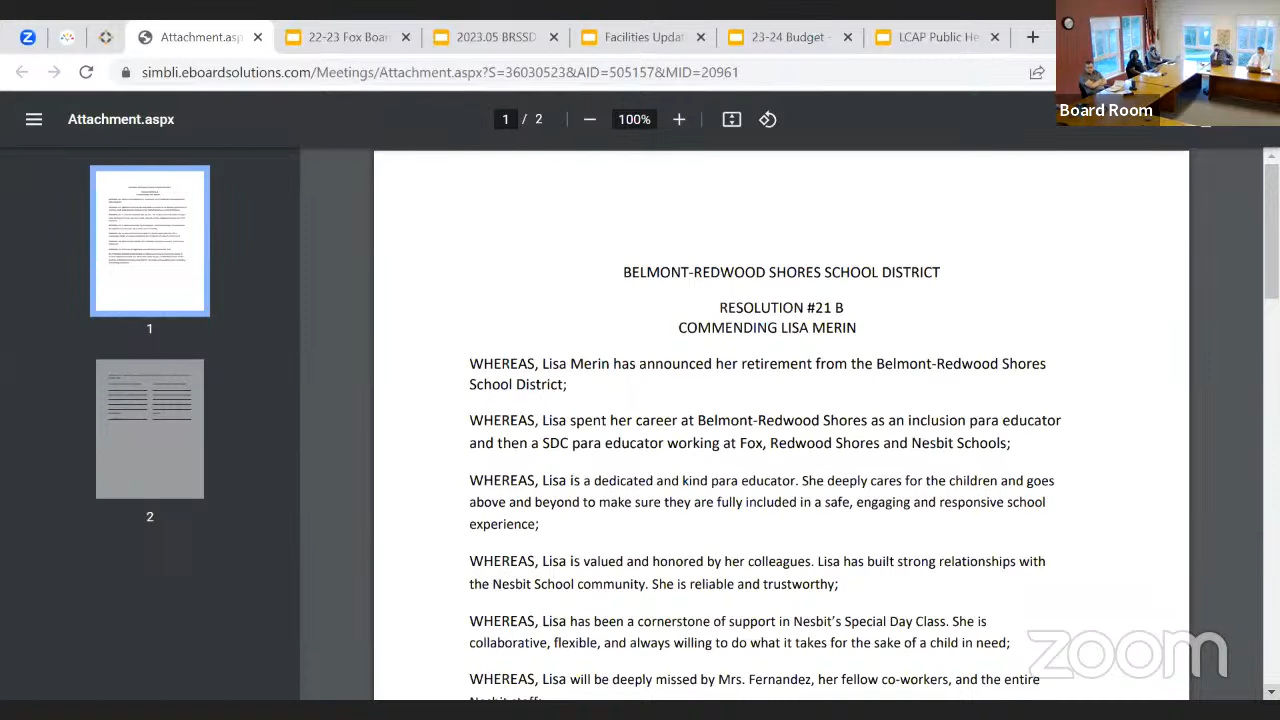 Attachment.asp
22-23 Fox Boar
2023.05 BRSSD
Facilities Updat
23-24 Budget -
LCAP Public He
simbli.eboardsolutions.com/Meetings/Attachment.aspx?S=36030523&AID=505157&MID=20961
Board Room
Attachment.aspx
1 / 2
100%
1
2
BELMONT-REDWOOD SHORES SCHOOL DISTRICT
RESOLUTION #21 B
COMMENDING LISA MERIN
WHEREAS, Lisa Merin has announced her retirement from the Belmont-Redwood Shores
School District;
WHEREAS, Lisa spent her career at Belmont-Redwood Shores as an inclusion para educator
and then a SDC para educator working at Fox, Redwood Shores and Nesbit Schools;
WHEREAS, Lisa is a dedicated and kind para educator. She deeply cares for the children and goes
above and beyond to make sure they are fully included in a safe, engaging and responsive school
experience;
WHEREAS, Lisa is valued and honored by her colleagues. Lisa has built strong relationships with
the Nesbit School community. She is reliable and trustworthy;
WHEREAS, Lisa has been a cornerstone of support in Nesbit's Special Day Class. She is
collaborative, flexible, and always willing to do what it takes for the sake of a child in need;
WHEREAS, Lisa will be deeply missed by Mrs. Fernandez, her fellow co-workers, and the entire
zoom